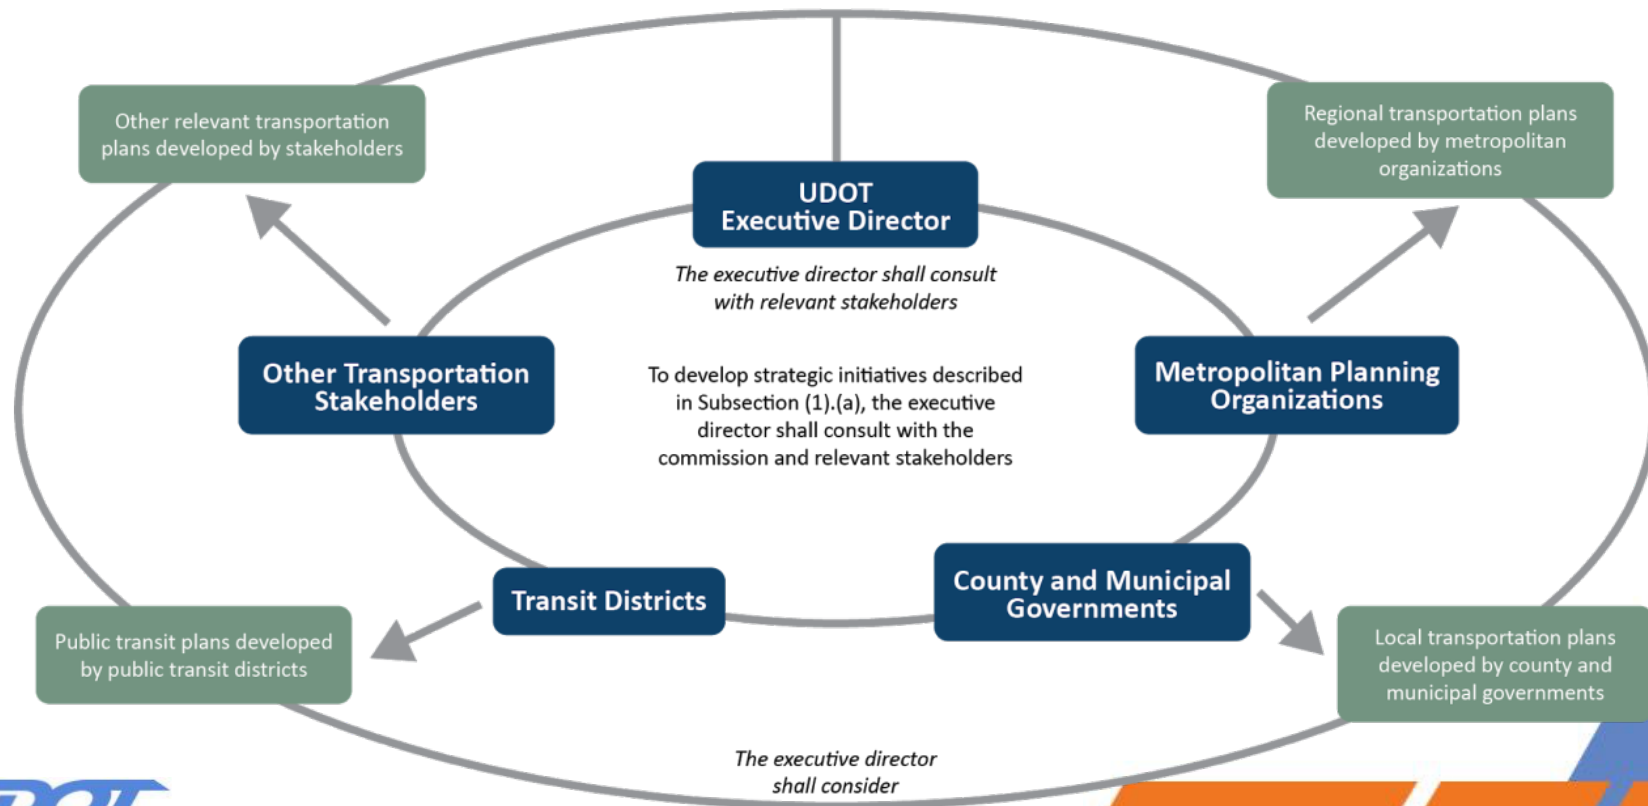 Other relevant transportation
plans developed by stakeholders
Regional transportation plans
developed by metropolitan
organizations
UDOT
Executive Director
The executive director shall consult
with relevant stakeholders
Other Transportation
Stakeholders
To develop strategic initiatives described
in Subsection (1).(a), the executive
director shall consult with the
commission and relevant stakeholders
Metropolitan Planning
Organizations
Transit Districts
County and Municipal
Governments
Public transit plans developed
by public transit districts
Local transportation plans
developed by county and
municipal governments
The executive director
shall consider